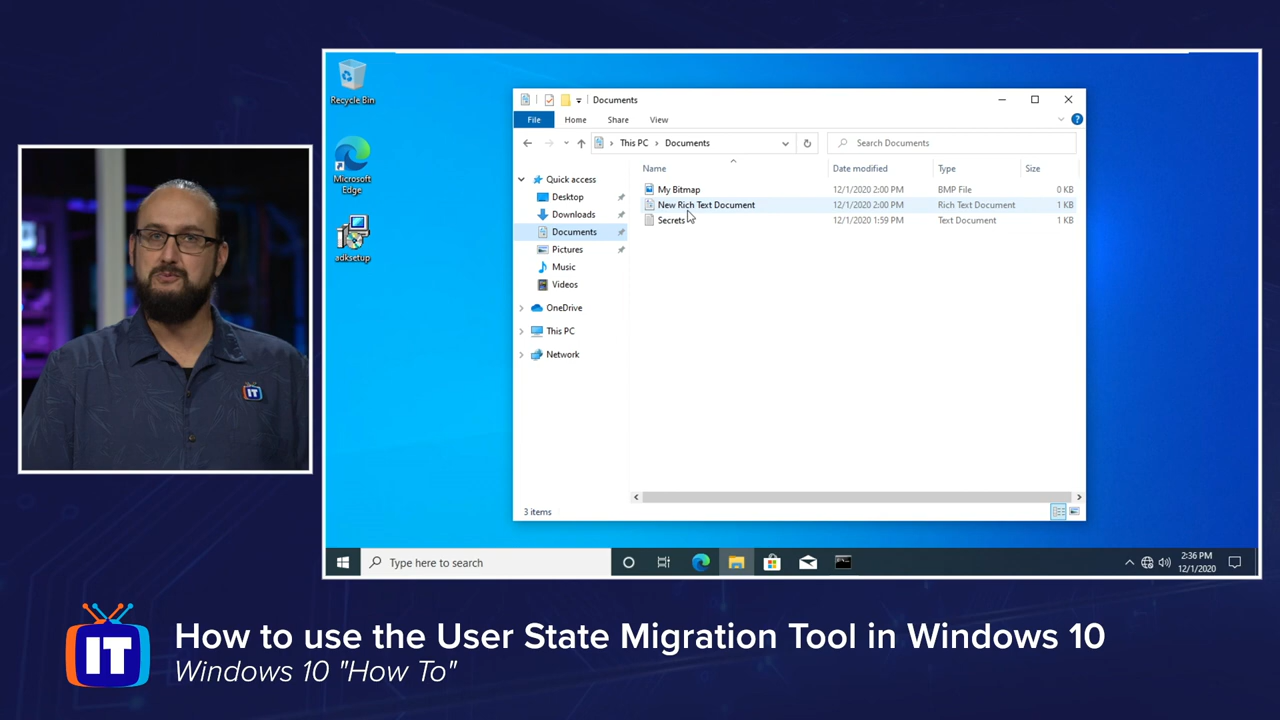 Recycle Bin
Microsoft
Edge
adksetup
Documents
File Home Share View
This PC > Documents
Search Documents
Name Date modified Type Size
Quick access
Desktop
Downloads
Documents
Pictures
Music
Videos
OneDrive
This PC
Network
My Bitmap 12/1/2020 2:00 PM BMP File 0 KB
New Rich Text Document 12/1/2020 2:00 PM Rich Text Document 1 KB
Secrets 12/1/2020 1:59 PM Text Document 1 KB
3 items
Type here to search
2:36 PM
12/1/2020
IT
IT
How to use the User State Migration Tool in Windows 10
Windows 10 "How To"